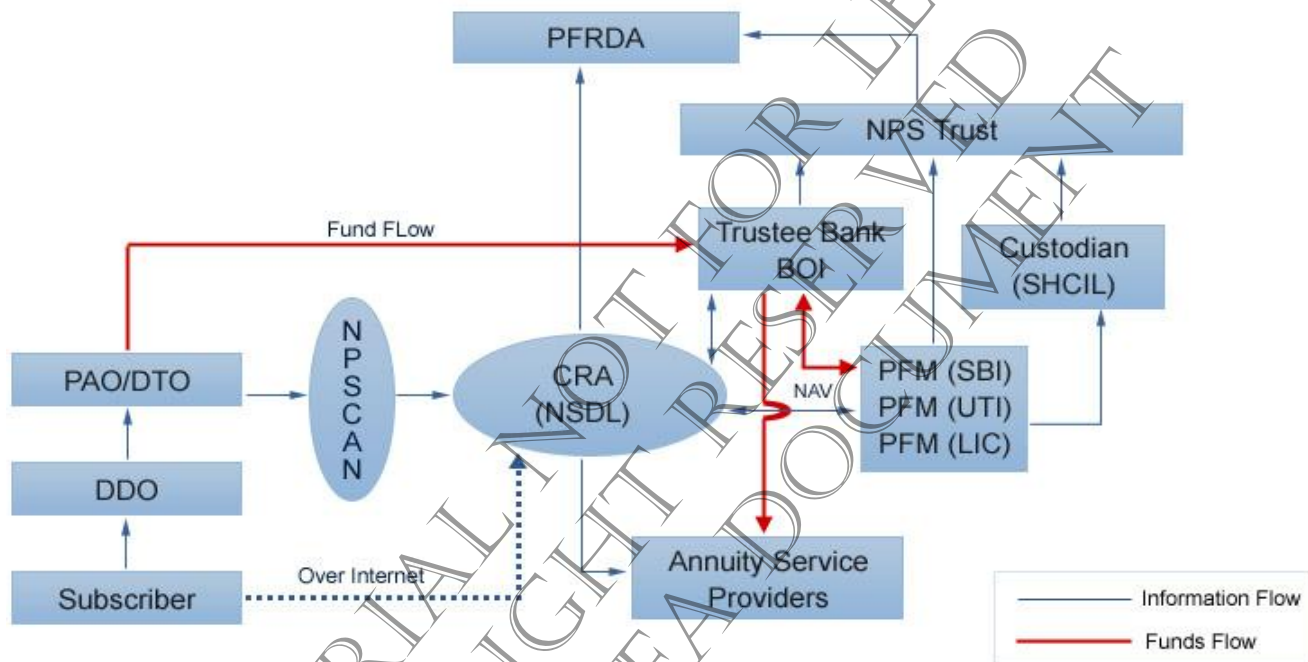 PFRDA
NPS Trust
Fund FLow
Trustee Bank
BOI
Custodian
(SHCIL)
N
P
S
C
A
N
PAO/DTO
CRA
(NSDL)
NAV
PFM (SBI)
PFM (UTI)
PFM (LIC)
DDO
Subscriber
Over Internet
Annuity Service
Providers
Information Flow
Funds Flow